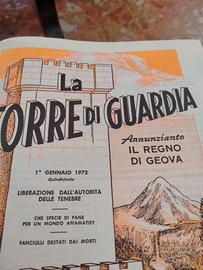 La
TORRE DI GUARDIA
Annunziante
IL REGNO
DI GEOVA
1° GENNAIO 1972
Quindicinale
LIBERAZIONE DALL'AUTORITÀ
DELLE TENEBRE
CHE SPECIE DI PANE
PER UN MONDO AFFAMATO?
FANCIULLI DESTATI DAI MORTI